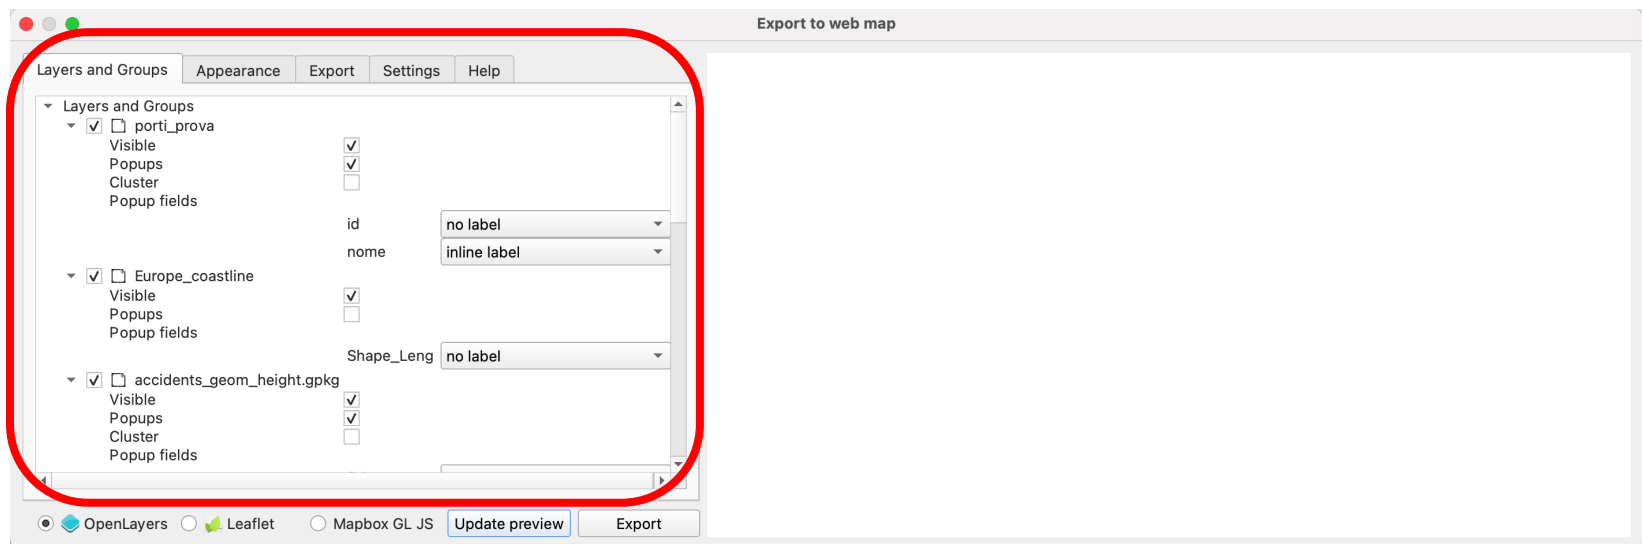 Export to web map
Layers and Groups Appearance Export Settings Help
Layers and Groups
porti_prova
Visible
Popups
Cluster
Popup fields
id no label
nome inline label
Europe_coastline
Visible
Popups
Popup fields
Shape_Leng no label
accidents_geom_height.gpkg
Visible
Popups
Cluster
Popup fields
OpenLayers Leaflet Mapbox GL JS Update preview Export